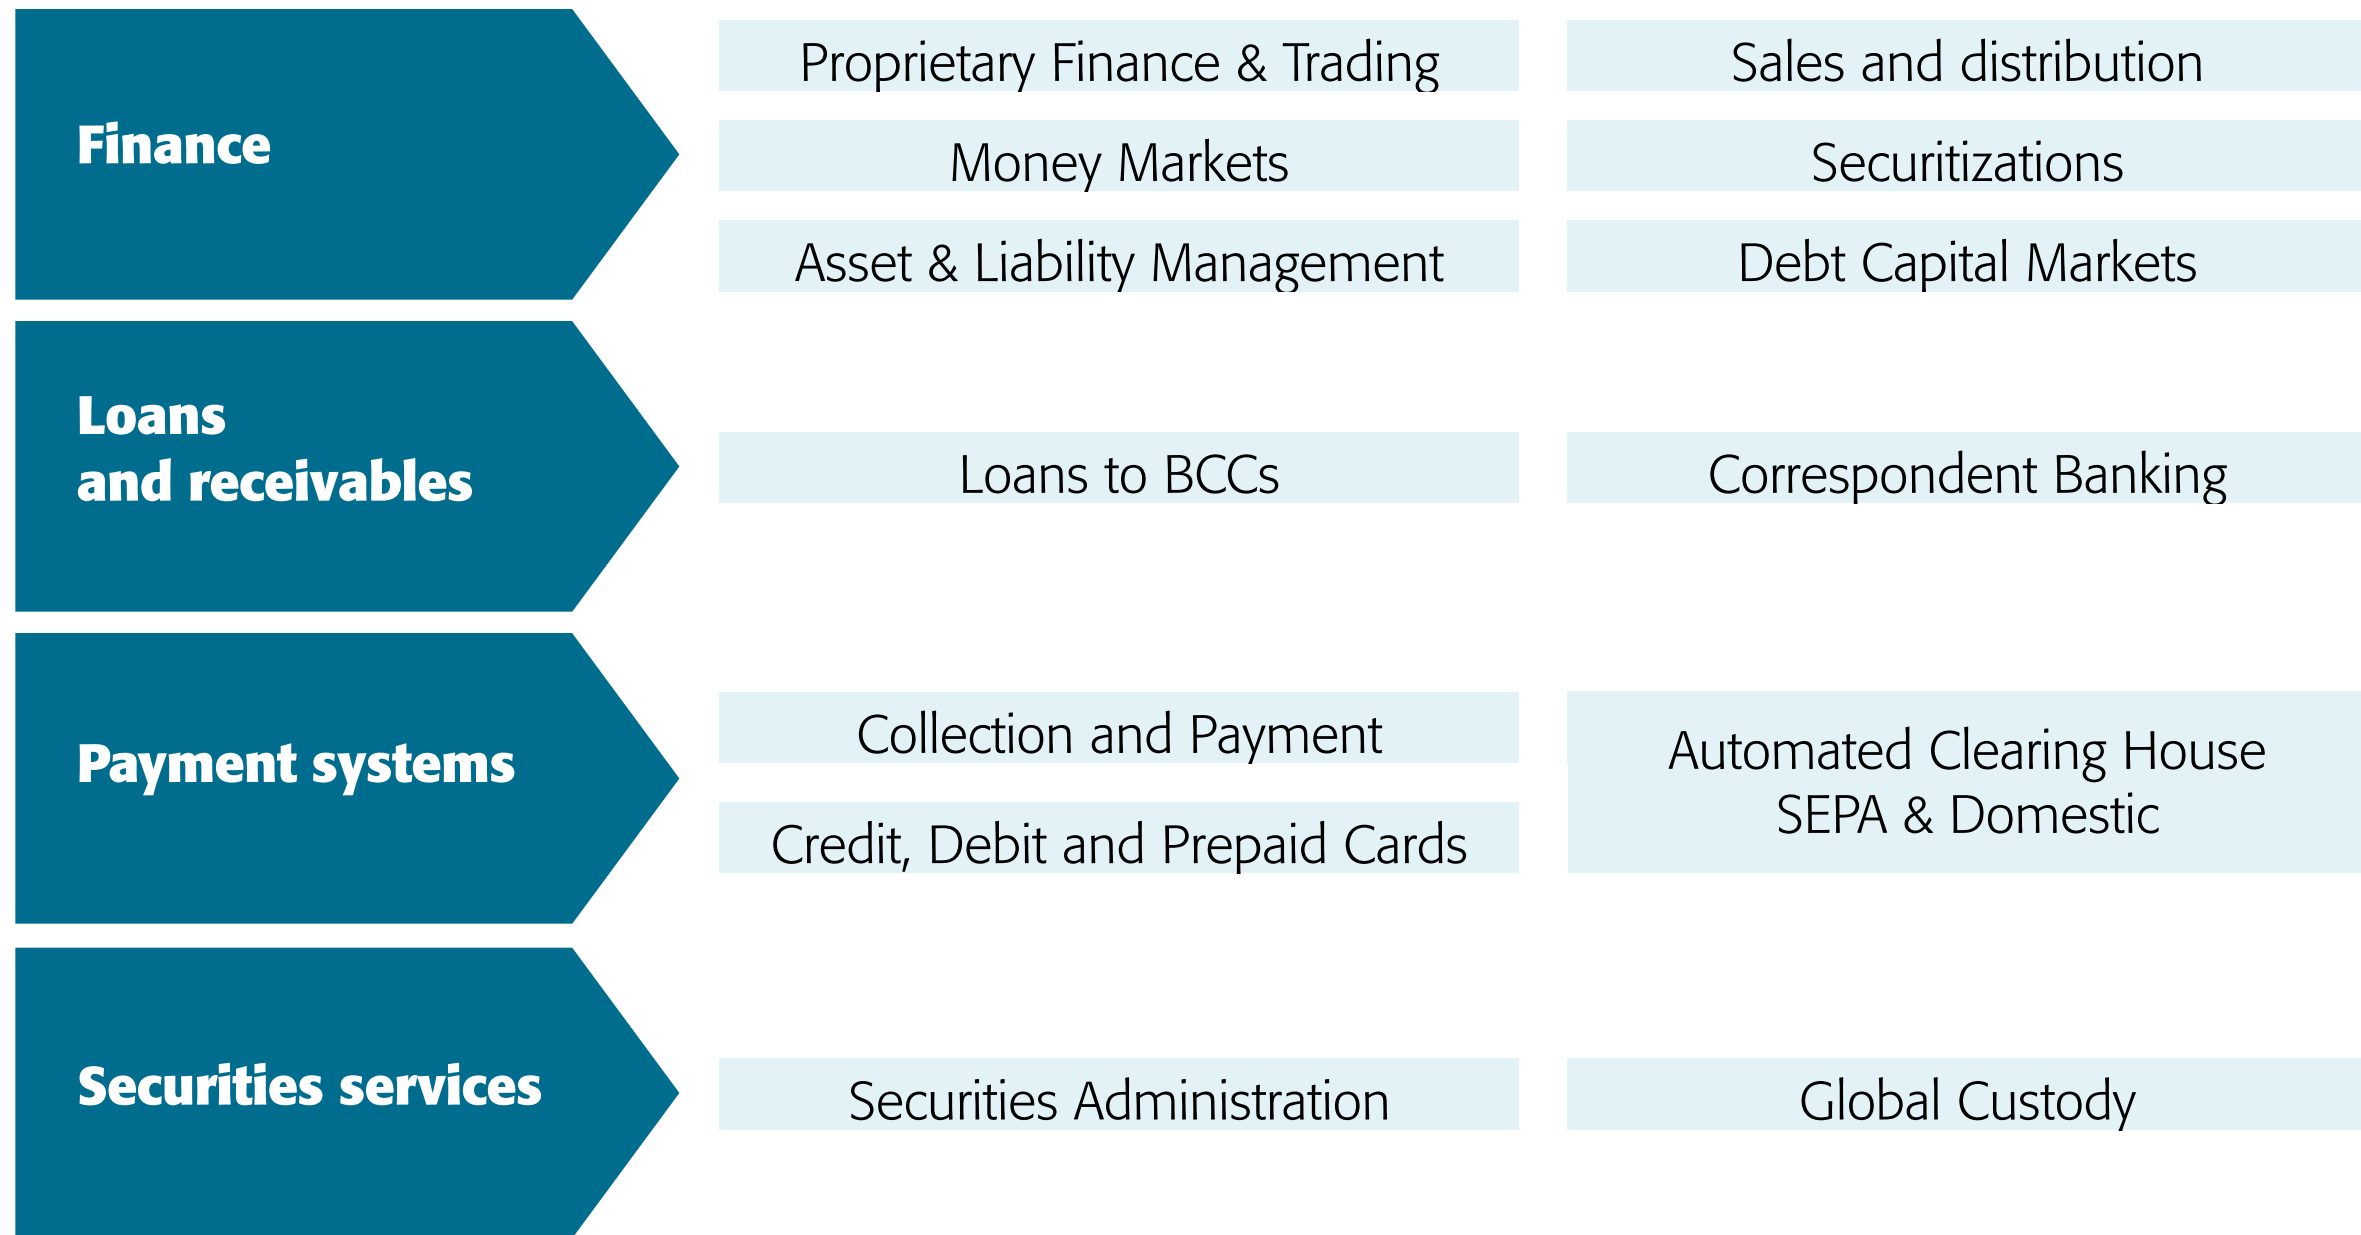 Finance
Proprietary Finance & Trading
Sales and distribution
Money Markets
Securitizations
Asset & Liability Management
Debt Capital Markets
Loans
and receivables
Loans to BCCs
Correspondent Banking
Payment systems
Collection and Payment
Credit, Debit and Prepaid Cards
Automated Clearing House
SEPA & Domestic
Securities services
Securities Administration
Global Custody